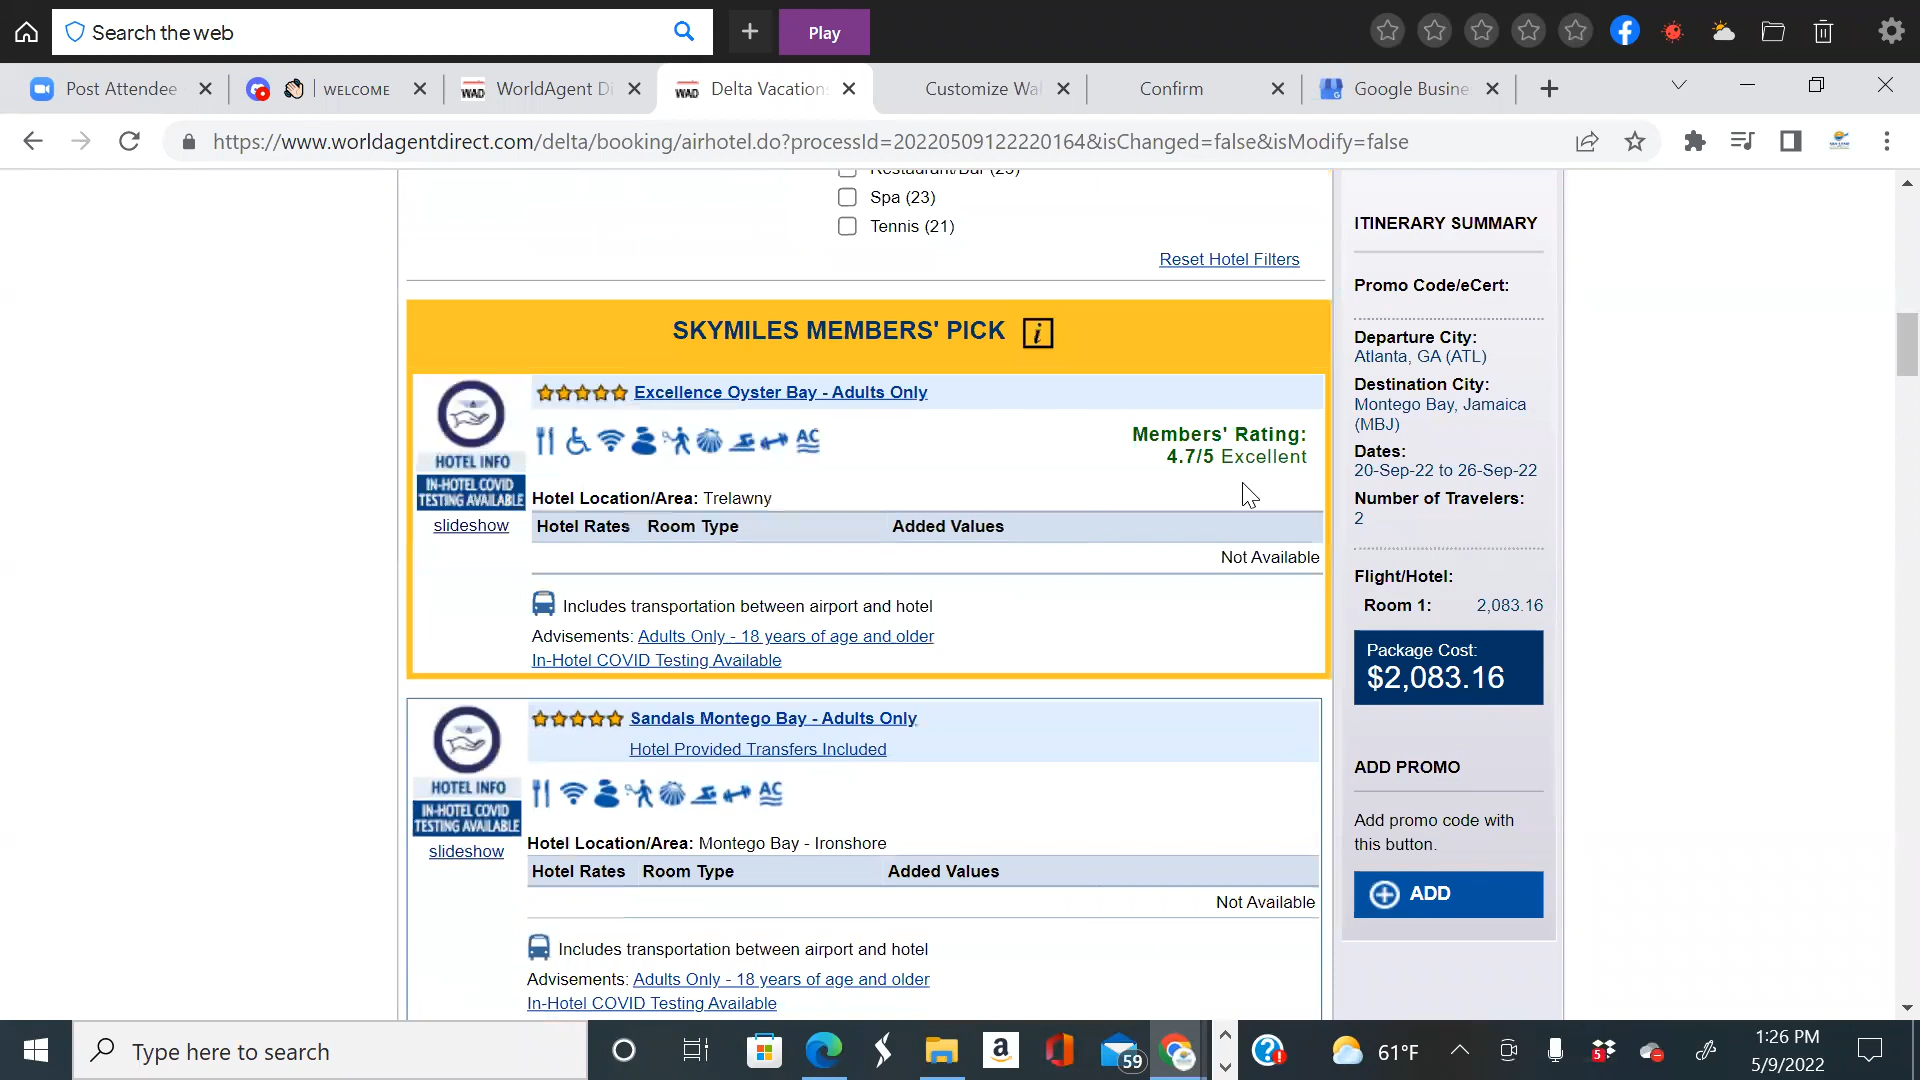 Search the web
Play
Post Attendee
WELCOME
WAD WorldAgent Di
WAD Delta Vacation
Customize Wa
Confirm
Google Busine
https://www.worldagentdirect.com/delta/booking/airhotel.do?processId=20220509122220164&isChanged=false&isModify=false
Spa (23)
Tennis (21)
Reset Hotel Filters
SKYMILES MEMBERS' PICK i
Excellence Oyster Bay - Adults Only
AC
Members' Rating:
4.7/5 Excellent
HOTEL INFO
IN-HOTEL COVID
TESTING AVAILABLE
slideshow
Hotel Location/Area: Trelawny
Hotel Rates Room Type Added Values
Not Available
Includes transportation between airport and hotel
Advisements: Adults Only - 18 years of age and older
In-Hotel COVID Testing Available
Sandals Montego Bay - Adults Only
Hotel Provided Transfers Included
AC
HOTEL INFO
IN-HOTEL COVID
TESTING AVAILABLE
slideshow
Hotel Location/Area: Montego Bay - Ironshore
Hotel Rates Room Type Added Values
Not Available
Includes transportation between airport and hotel
Advisements: Adults Only - 18 years of age and older
In-Hotel COVID Testing Available
ITINERARY SUMMARY
Promo Code/eCert:
Departure City:
Atlanta, GA (ATL)
Destination City:
Montego Bay, Jamaica
(MBJ)
Dates:
20-Sep-22 to 26-Sep-22
Number of Travelers:
2
Flight/Hotel:
Room 1: 2,083.16
Package Cost:
$2,083.16
ADD PROMO
Add promo code with
this button.
ADD
Type here to search
a
59
61°F
5
1:26 PM
5/9/2022